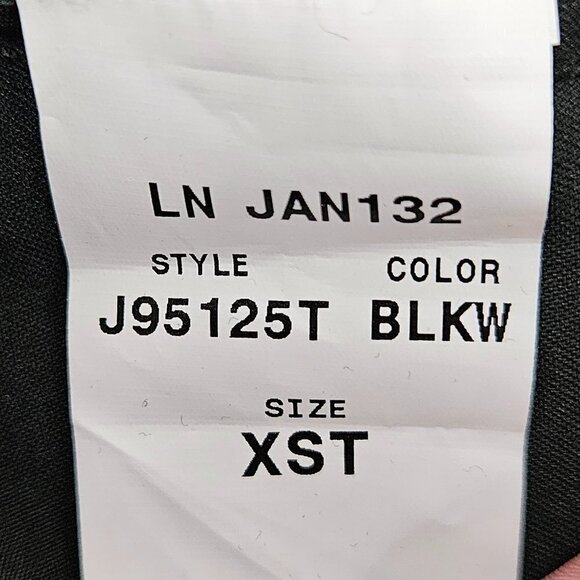 LN JAN132
STYLE COLOR
J95125T BLKW
SIZE
XST